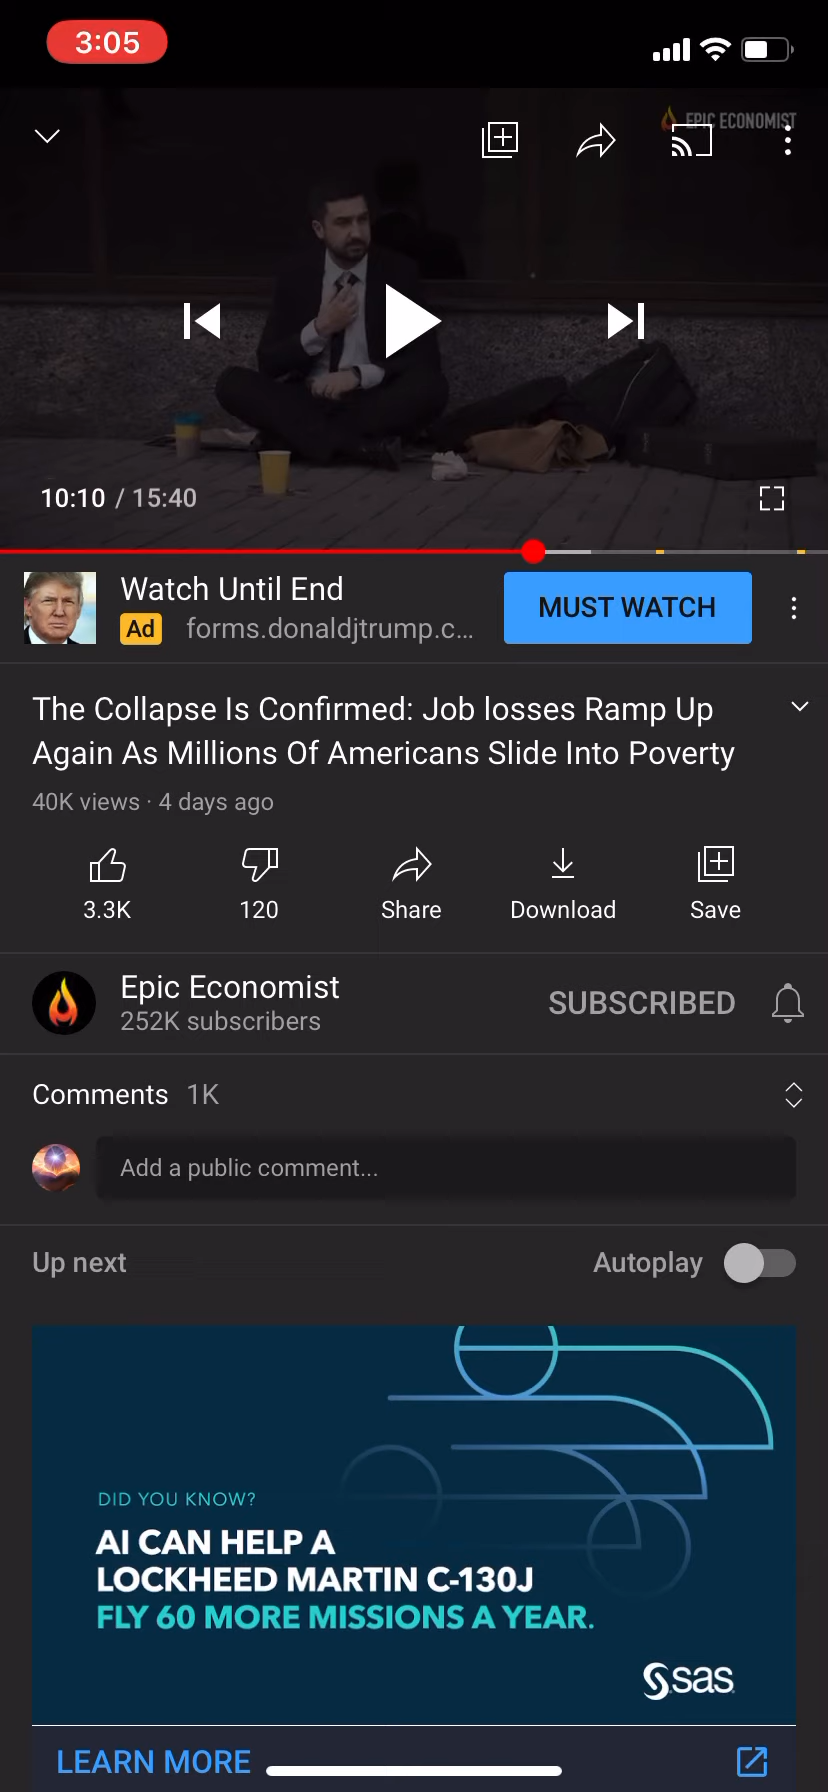 3:05
EPIC ECONOMIST
10:10 / 15:40
Watch Until End
Ad forms.donaldjtrump.c...
MUST WATCH
The Collapse Is Confirmed: Job losses Ramp Up
Again As Millions Of Americans Slide Into Poverty
40K views · 4 days ago
3.3K 120 Share Download Save
Epic Economist
252K subscribers
SUBSCRIBED
Comments 1K
Add a public comment...
Up next Autoplay
DID YOU KNOW?
AI CAN HELP A
LOCKHEED MARTIN C-130J
FLY 60 MORE MISSIONS A YEAR.
sas
LEARN MORE